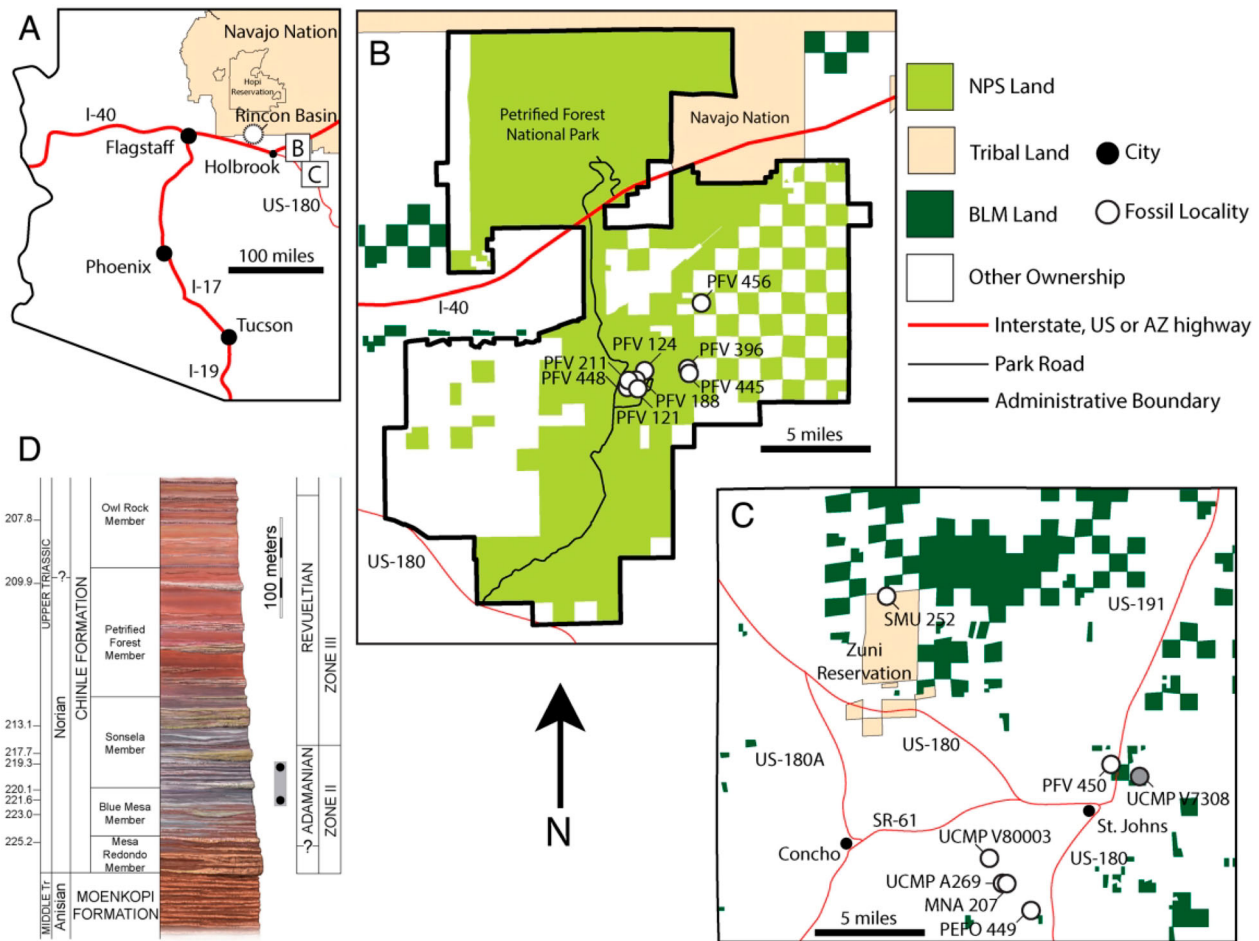 A
Navajo Nation
Hopi
Reservation
I-40
Rincon Basin
Flagstaff
Holbrook
B
C
US-180
100 miles
Phoenix
I-17
Tucson
I-19
B
Petrified Forest
National Park
Navajo Nation
I-40
PFV 456
PFV 124
PFV 211
PFV 396
PFV 448
PFV 445
PFV 188
PFV 121
5 miles
US-180
NPS Land
Tribal Land
City
BLM Land
Fossil Locality
Other Ownership
Interstate, US or AZ highway
Park Road
Administrative Boundary
D
207.8
209.9
213.1
217.7
219.3
220.1
221.6
223.0
225.2
UPPER TRIASSIC
MIDDLE Tr
-?-
Norian
Anisian
CHINLE FORMATION
Owl Rock
Member
Petrified
Forest
Member
Sonsela
Member
Blue Mesa
Member
Mesa
Redondo
Member
MOENKOPI
FORMATION
100 meters
REVUELTIAN
ADAMANIAN
-?-
ZONE III
ZONE II
N
C
SMU 252
Zuni
Reservation
US-191
US-180
US-180A
PFV 450
UCMP V7308
SR-61
St. Johns
UCMP V80003
Concho
US-180
UCMP A269
MNA 207
PEFO 449
5 miles